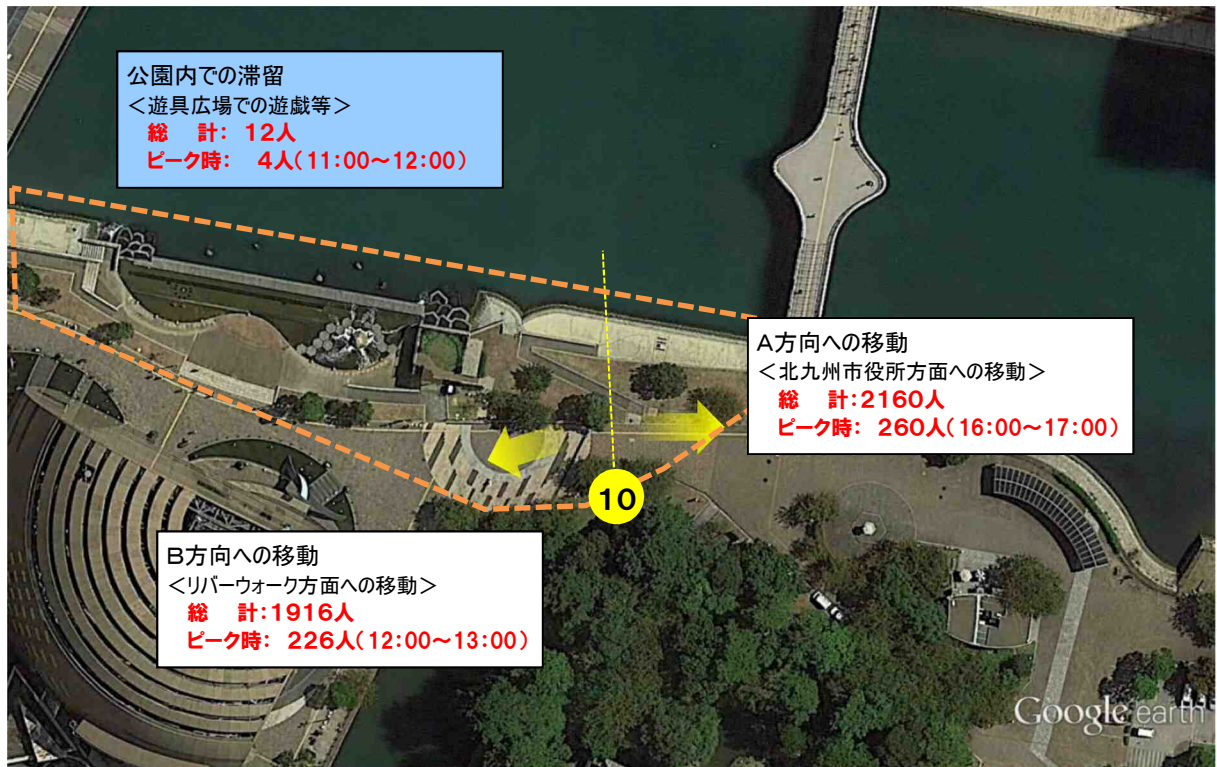 公園内での滞留
＜遊具広場での遊戯等＞
総　計：　12人
ピーク時：　4人（11：00～12：00）
A方向への移動
＜北九州市役所方面への移動＞
総　計：2160人
ピーク時：　260人（16：00～17：00）
10
B方向への移動
＜リバーウォーク方面への移動＞
総　計：1916人
ピーク時：　226人（12：00～13：00）
Google earth